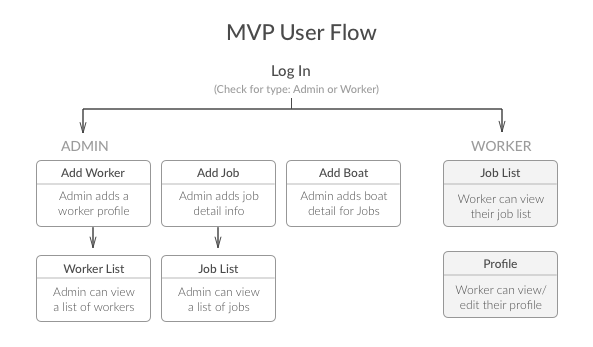 MVP User Flow
Log In
(Check for type: Admin or Worker)
ADMIN
WORKER
Add Worker
Admin adds a
worker profile
Add Job
Admin adds job
detail info
Add Boat
Admin adds boat
detail for Jobs
Job List
Worker can view
their job list
Worker List
Admin can view
a list of workers
Job List
Admin can view
a list of jobs
Profile
Worker can view/
edit their profile